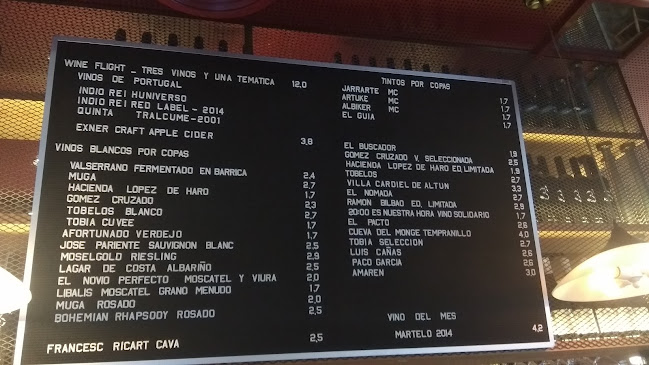 WINE FLIGHT - TRES VINOS Y UNA TEMATICA 12,0
VINOS DE PORTUGAL
INDIO REI HUNIVERSO
INDIO REI RED LABEL - 2014
QUINTA TRALCUME-2001
EXNER CRAFT APPLE CIDER 3,8
VINOS BLANCOS POR COPAS
VALSERRANO FERMENTADO EN BARRICA 2,4
MUGA 2,7
HACIENDA LOPEZ DE HARO 1,7
GOMEZ CRUZADO 2,3
TOBELOS BLANCO 2,7
TOBIA CUVEE 1,7
AFORTUNADO VERDEJO 1,7
JOSE PARIENTE SAUVIGNON BLANC 2,5
MOSELGOLD RIESLING 2,9
LAGAR DE COSTA ALBARIÑO 2,5
EL NOVIO PERFECTO MOSCATEL Y VIURA 2,0
LIBALIS MOSCATEL GRANO MENUDO 1,7
MUGA ROSADO 2,0
BOHEMIAN RHAPSODY ROSADO 2,5
FRANCESC RICART CAVA 2,5
TINTOS POR COPAS
JARRARTE MC 1,7
ARTUKE MC 1,7
ALBIKER MC 1,7
EL GUIA 1,7
EL BUSCADOR 1,9
GOMEZ CRUZADO V. SELECCIONADA 2,5
HACIENDA LOPEZ DE HARO ED. LIMITADA 1,9
TOBELOS 2,7
VILLA CARDIEL DE ALTUN 3,3
EL NOMADA 2,7
RAMON BILBAO ED, LIMITADA 2,9
20:00 ES NUESTRA HORA VINO SOLIDARIO 1,7
EL PACTO 2,6
CUEVA DEL MONGE TEMPRANILLO 4,0
TOBIA SELECCION 2,7
LUIS CAÑAS 2,6
PACO GARCIA 2,6
AMAREN 3,0
VINO DEL MES
MARTELO 2014 4,2